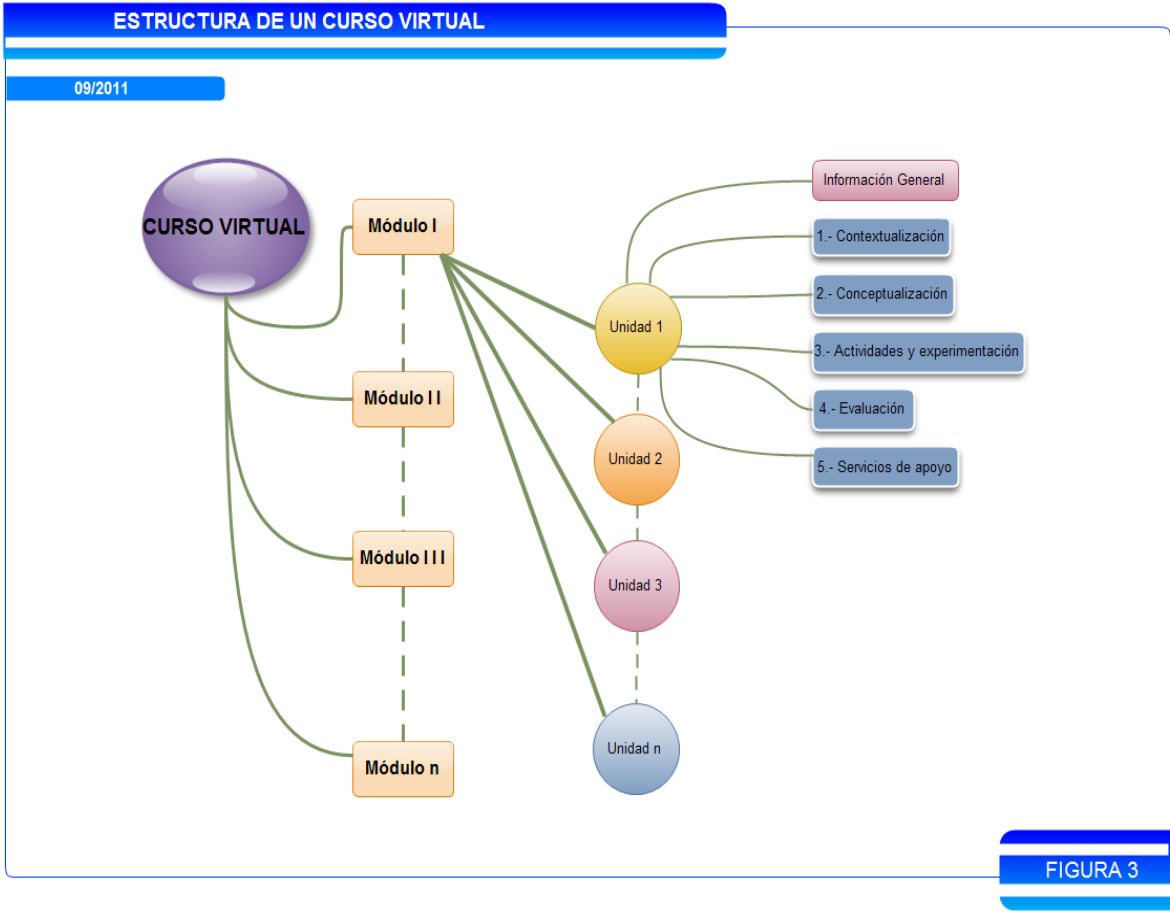 ESTRUCTURA DE UN CURSO VIRTUAL
09/2011
CURSO VIRTUAL
Módulo I
Módulo I I
Módulo I I I
Módulo n
Unidad 1
Unidad 2
Unidad 3
Unidad n
Información General
1.- Contextualización
2.- Conceptualización
3.- Actividades y experimentación
4.- Evaluación
5.- Servicios de apoyo
FIGURA 3